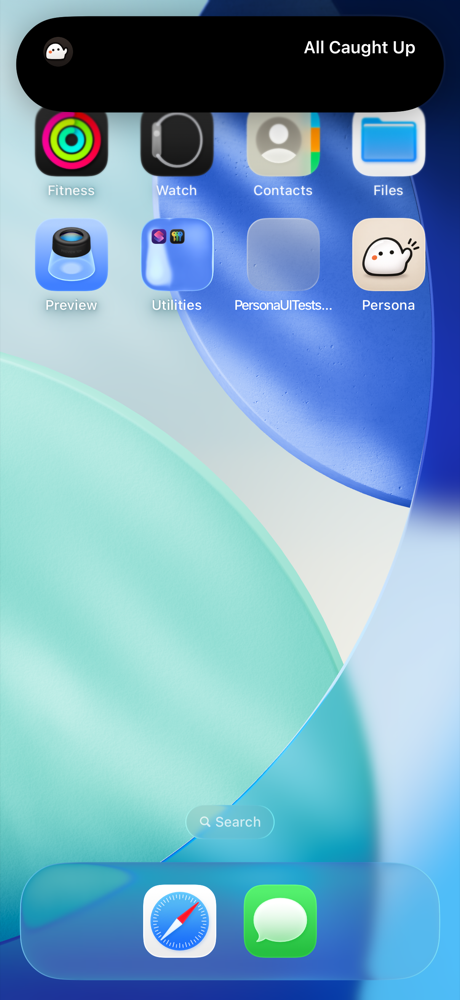 All Caught Up
Fitness
Watch
Contacts
Files
Preview
Utilities
PersonaUITests...
Persona
Search